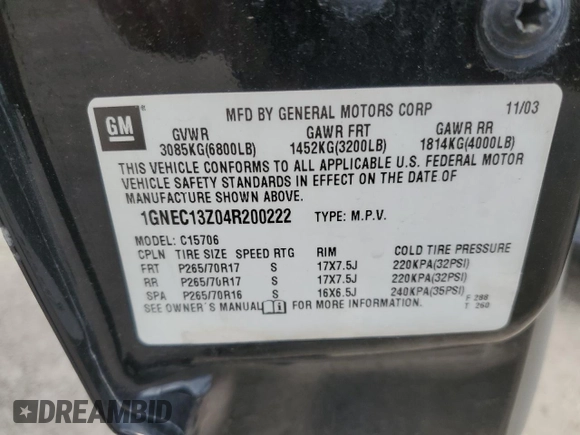 GM
MFD BY GENERAL MOTORS CORP 11/03
GVWR GAWR FRT GAWR RR
3085KG(6800LB) 1452KG(3200LB) 1814KG(4000LB)
THIS VEHICLE CONFORMS TO ALL APPLICABLE U.S. FEDERAL MOTOR
VEHICLE SAFETY STANDARDS IN EFFECT ON THE DATE OF
MANUFACTURE SHOWN ABOVE.
1GNEC13Z04R200222 TYPE: M.P.V.
MODEL: C15706
CPLN TIRE SIZE SPEED RTG RIM COLD TIRE PRESSURE
FRT P265/70R17 S 17X7.5J 220KPA(32PSI)
RR P265/70R17 S 17X7.5J 220KPA(32PSI)
SPA P265/70R16 S 16X6.5J 240KPA(35PSI)
SEE OWNER'S MANUAL i FOR MORE INFORMATION. F 288
T 260
DREAMBID